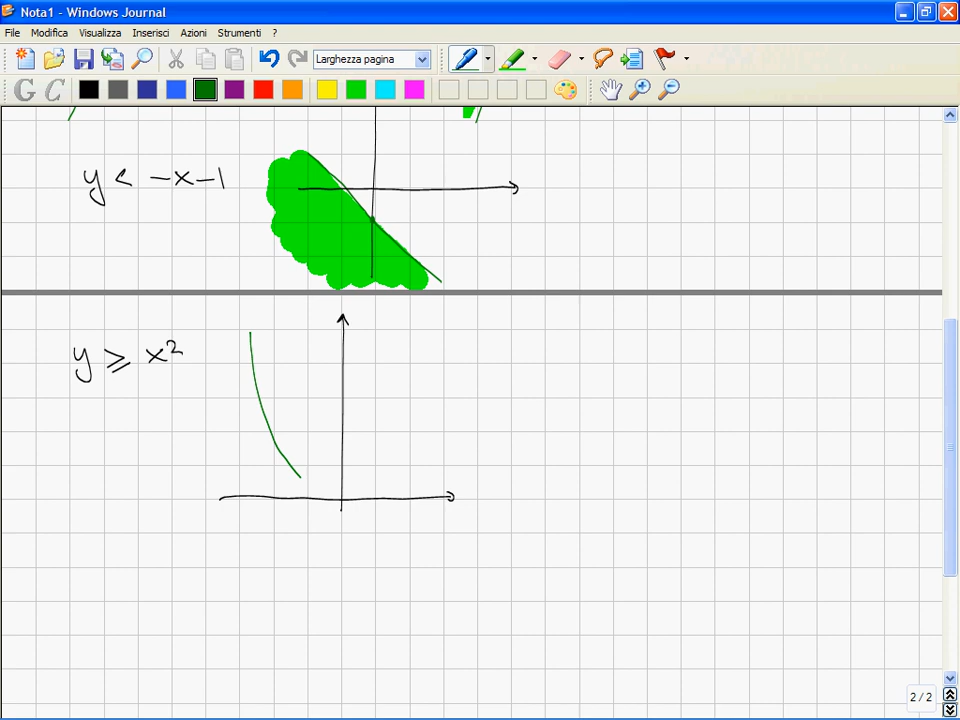 Nota1 - Windows Journal
File Modifica Visualizza Inserisci Azioni Strumenti ?
Larghezza pagina
G C
y < -x-1
y ⩾ x²
2 / 2